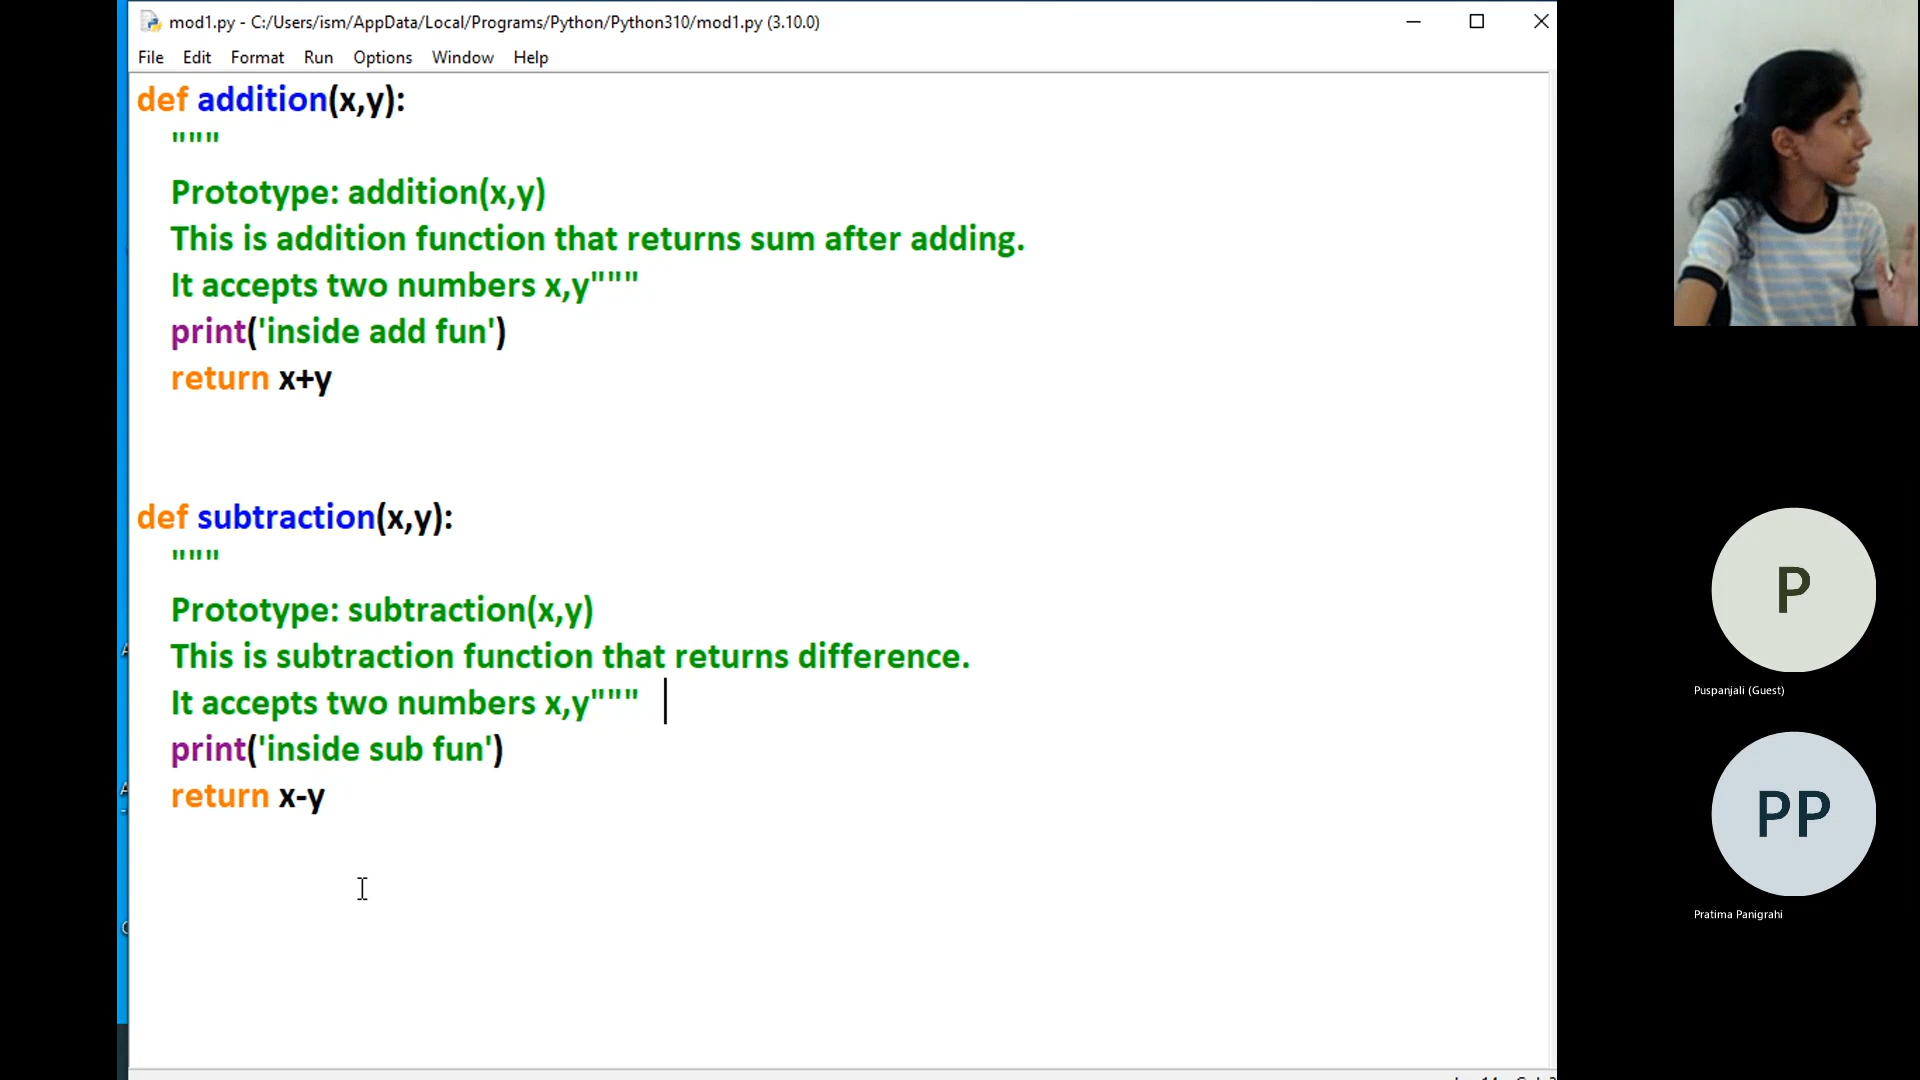 mod1.py - C:/Users/ism/AppData/Local/Programs/Python/Python310/mod1.py (3.10.0)
File Edit Format Run Options Window Help
def addition(x,y):
"""
Prototype: addition(x,y)
This is addition function that returns sum after adding.
It accepts two numbers x,y"""
print('inside add fun')
return x+y
def subtraction(x,y):
"""
Prototype: subtraction(x,y)
This is subtraction function that returns difference.
It accepts two numbers x,y"""
print('inside sub fun')
return x-y
P
Puspanjali (Guest)
PP
Pratima Panigrahi